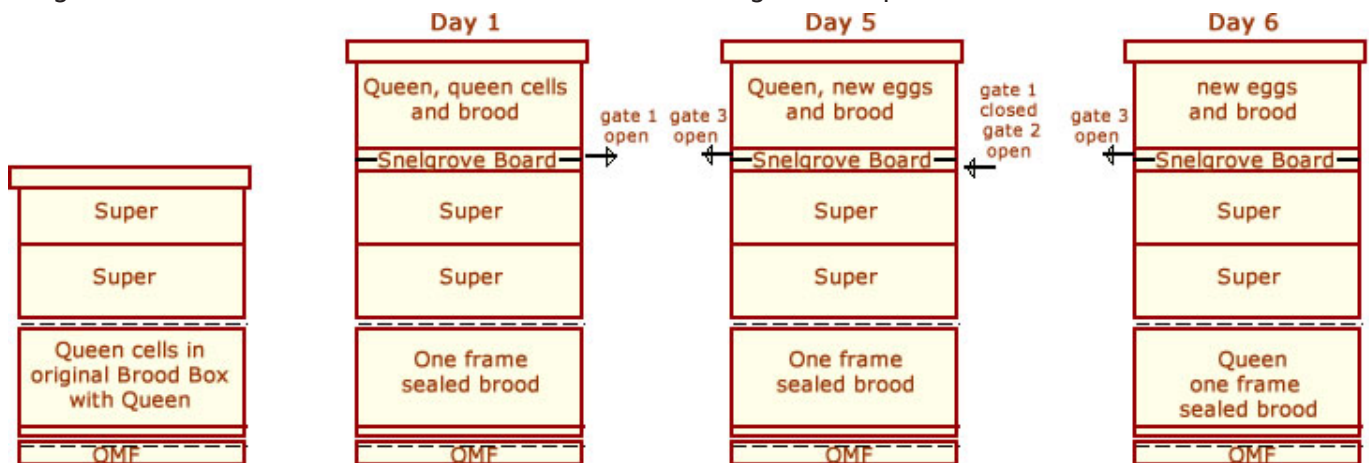 Super
Super
Queen cells in
original Brood Box
with Queen
OMF
Day 1
Queen, queen cells
and brood
gate 1
open
Snelgrove Board
Super
Super
One frame
sealed brood
OMF
Day 5
gate 3
open
Queen, new eggs
and brood
gate 1
closed
gate 2
open
Snelgrove Board
Super
Super
One frame
sealed brood
OMF
Day 6
gate 3
open
new eggs
and brood
Snelgrove Board
Super
Super
Queen
one frame
sealed brood
OMF